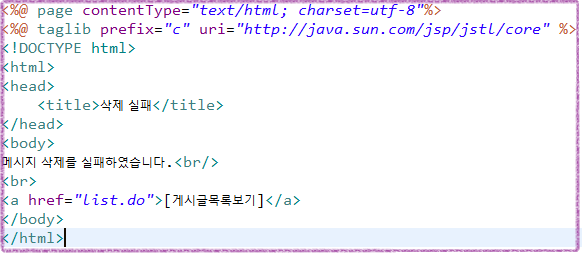 <%@ page contentType="text/html; charset=utf-8"%>
<%@ taglib prefix="c" uri="http://java.sun.com/jsp/jstl/core" %>
<!DOCTYPE html>
<html>
<head>
    <title>삭제 실패</title>
</head>
<body>
메시지 삭제를 실패하였습니다.<br/>
<br>
<a href="list.do">[게시글목록보기]</a>
</body>
</html>